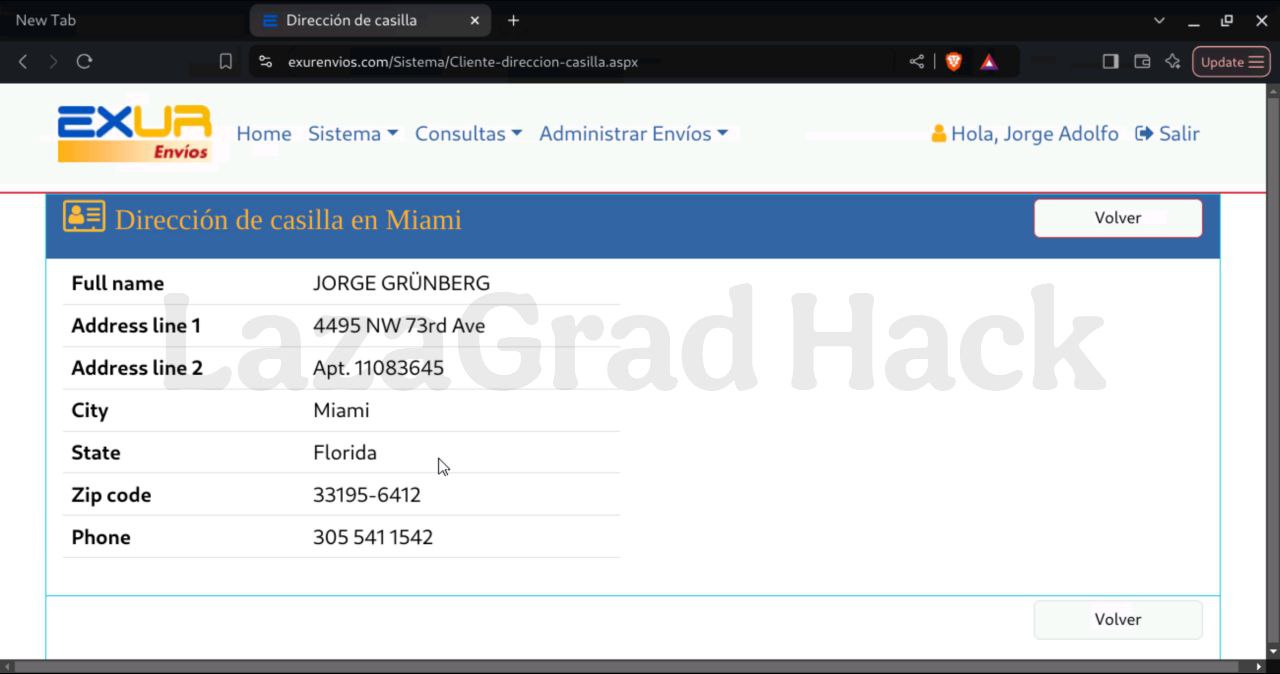 New Tab
Dirección de casilla
exurenvios.com/Sistema/Cliente-direccion-casilla.aspx
Update
EXUR
Envíos
Home Sistema Consultas Administrar Envíos Hola, Jorge Adolfo Salir
Dirección de casilla en Miami Volver
Full name JORGE GRÜNBERG
Address line 1 4495 NW 73rd Ave
Address line 2 Apt. 11083645
City Miami
State Florida
Zip code 33195-6412
Phone 305 541 1542
LazaGrad Hack
Volver